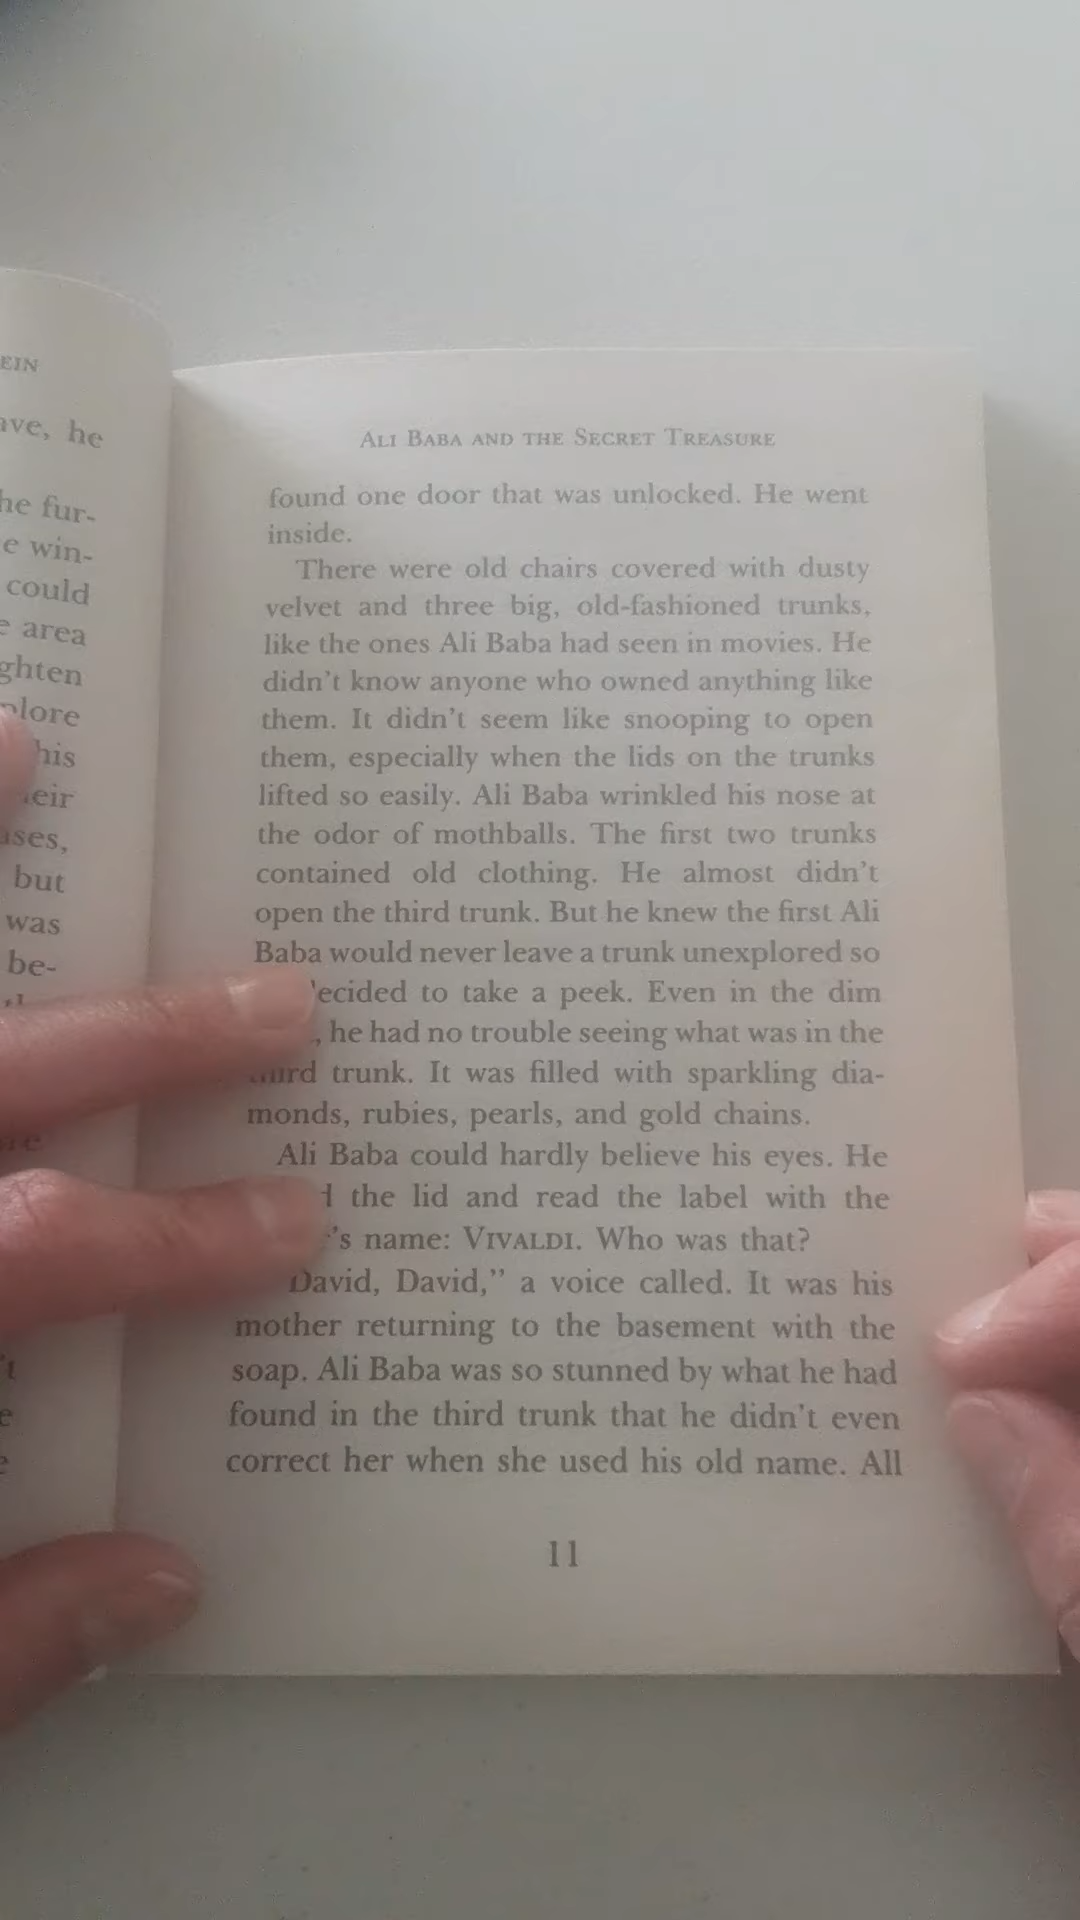 EIN
ave, he
he fur-
e win-
could
e area
ghten
plore
his
eir
ses,
but
was
be-
ALI BABA AND THE SECRET TREASURE
found one door that was unlocked. He went
inside.
There were old chairs covered with dusty
velvet and three big, old-fashioned trunks,
like the ones Ali Baba had seen in movies. He
didn't know anyone who owned anything like
them. It didn't seem like snooping to open
them, especially when the lids on the trunks
lifted so easily. Ali Baba wrinkled his nose at
the odor of mothballs. The first two trunks
contained old clothing. He almost didn't
open the third trunk. But he knew the first Ali
Baba would never leave a trunk unexplored so
decided to take a peek. Even in the dim
, he had no trouble seeing what was in the
third trunk. It was filled with sparkling dia-
monds, rubies, pearls, and gold chains.
Ali Baba could hardly believe his eyes. He
the lid and read the label with the
's name: VIVALDI. Who was that?
David, David,” a voice called. It was his
mother returning to the basement with the
soap. Ali Baba was so stunned by what he had
found in the third trunk that he didn't even
correct her when she used his old name. All
11